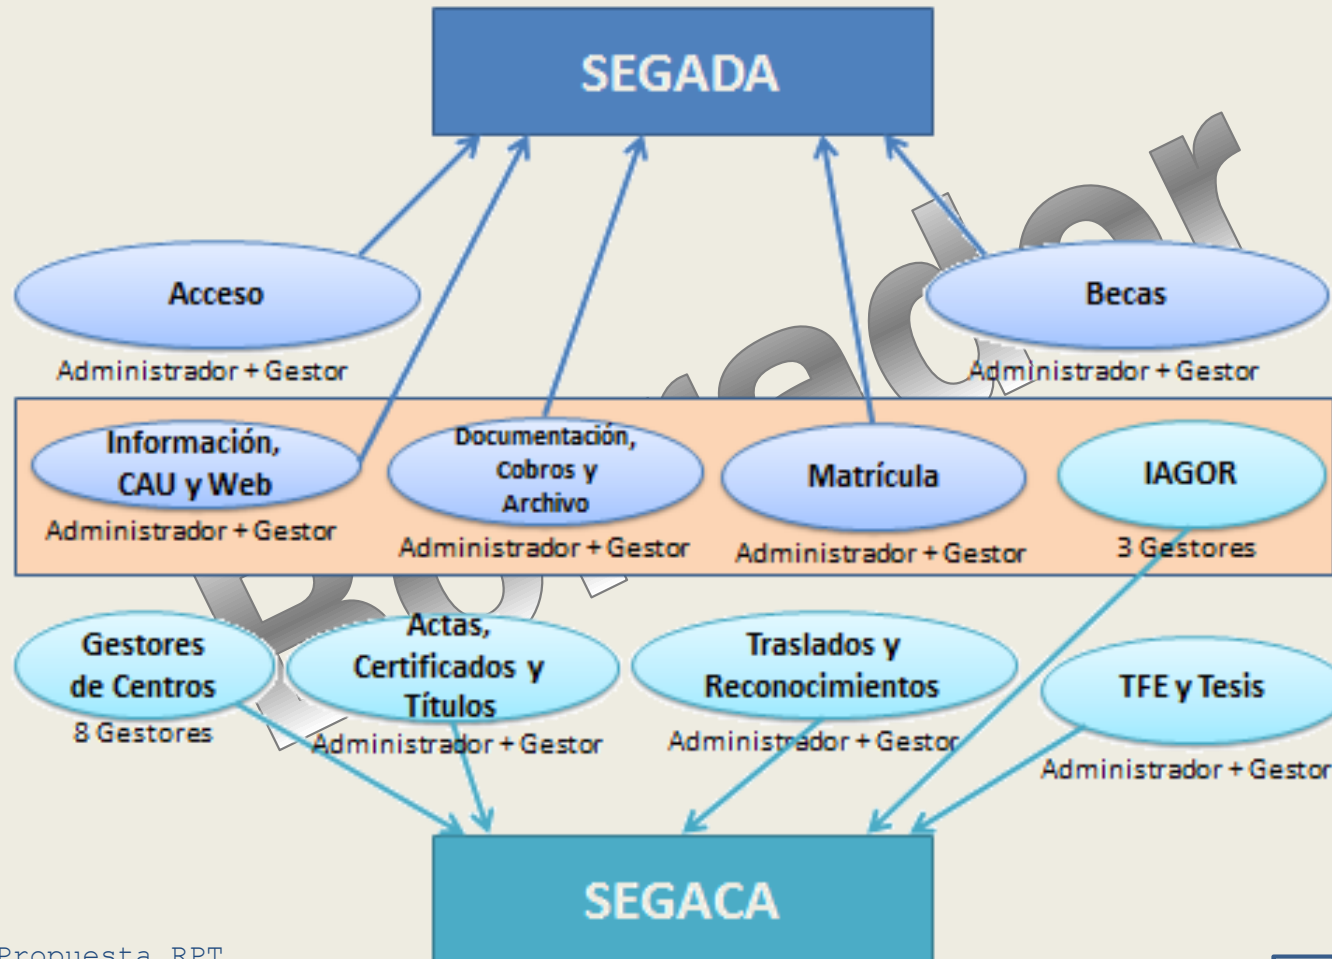 SEGADA
Acceso
Administrador + Gestor
Becas
Administrador + Gestor
Información,
CAU y Web
Administrador + Gestor
Documentación,
Cobros y
Archivo
Administrador + Gestor
Matrícula
Administrador + Gestor
IAGOR
3 Gestores
Gestores
de Centros
8 Gestores
Actas,
Certificados y
Títulos
Administrador + Gestor
Traslados y
Reconocimientos
Administrador + Gestor
TFE y Tesis
Administrador + Gestor
SEGACA
Propuesta RPT
Borrador